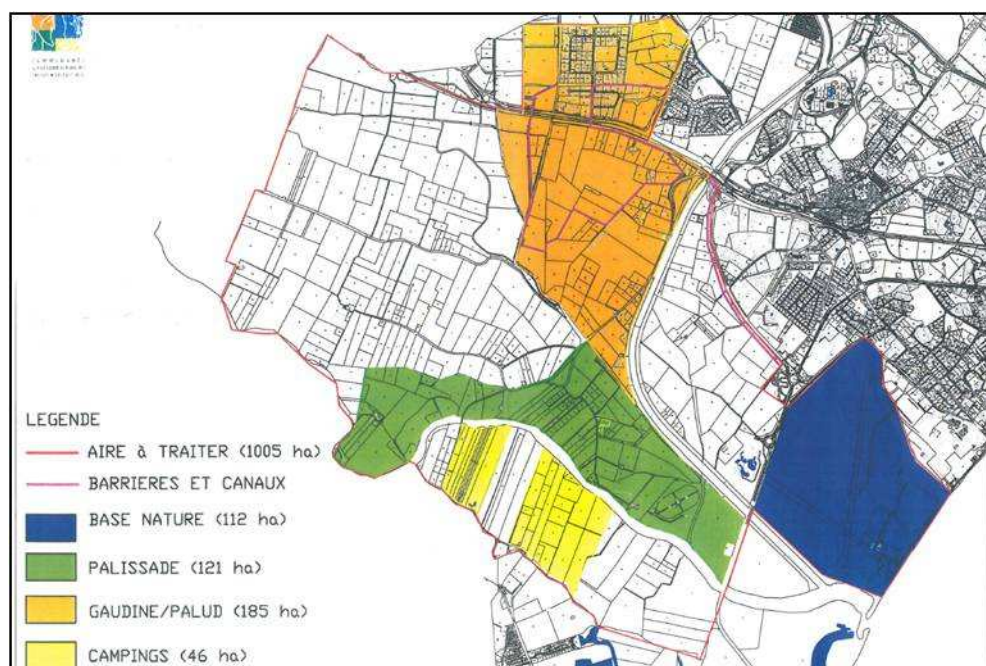 LEGENDE
AIRE à TRAITER (1005 ha)
BARRIERES ET CANAUX
BASE NATURE (112 ha)
PALISSADE (121 ha)
GAUDINE/PALUD (185 ha)
CAMPINGS (46 ha)